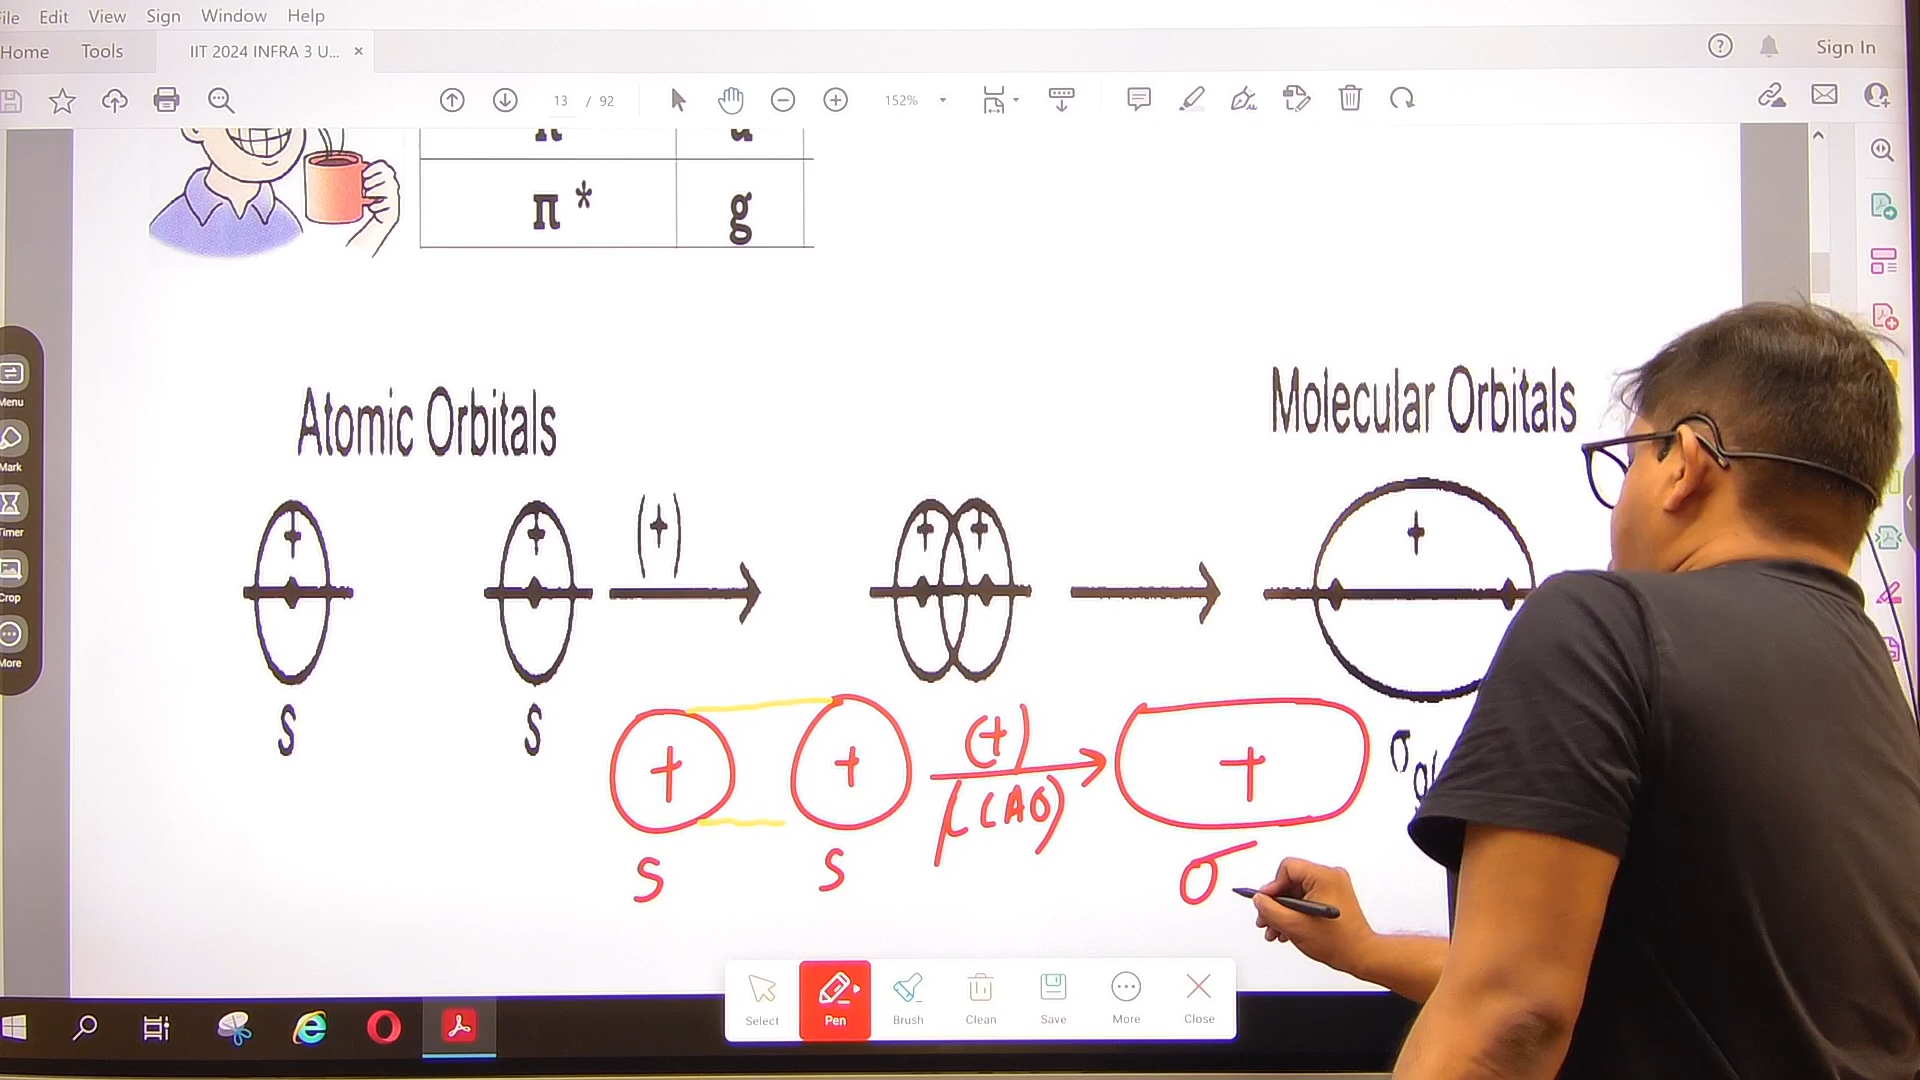 File Edit View Sign Window Help
Home Tools IIT 2024 INFRA 3 U... × Sign In
13 / 92 152%
π *
g
Atomic Orbitals
Molecular Orbitals
+ + (+) + + +
S S
+ + (+) +
(AO)
S S σ
σ
Menu
Mark
Timer
Crop
More
Select Pen Brush Clean Save More Close